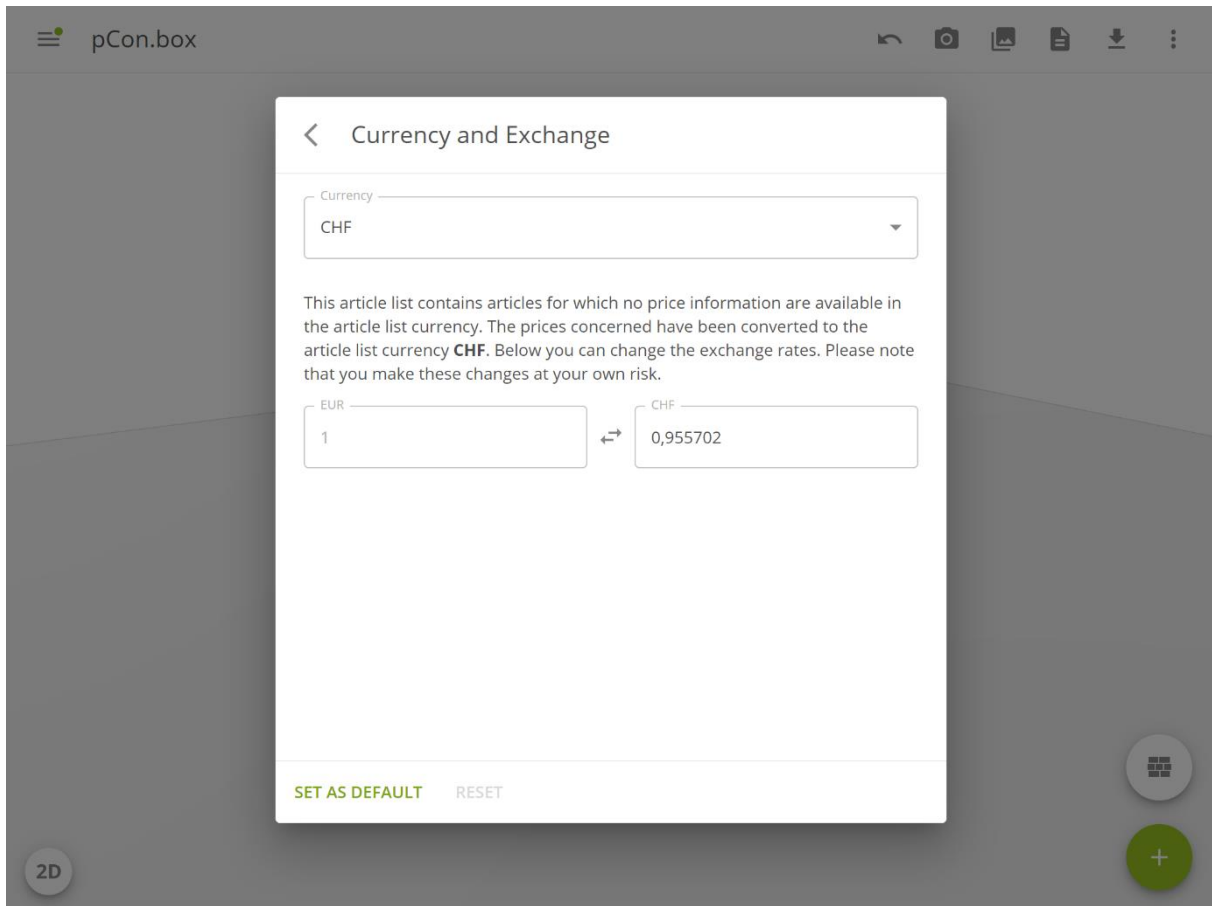 pCon.box
Currency and Exchange
Currency
CHF
This article list contains articles for which no price information are available in
the article list currency. The prices concerned have been converted to the
article list currency CHF. Below you can change the exchange rates. Please note
that you make these changes at your own risk.
EUR
1
CHF
0,955702
SET AS DEFAULT
RESET
2D